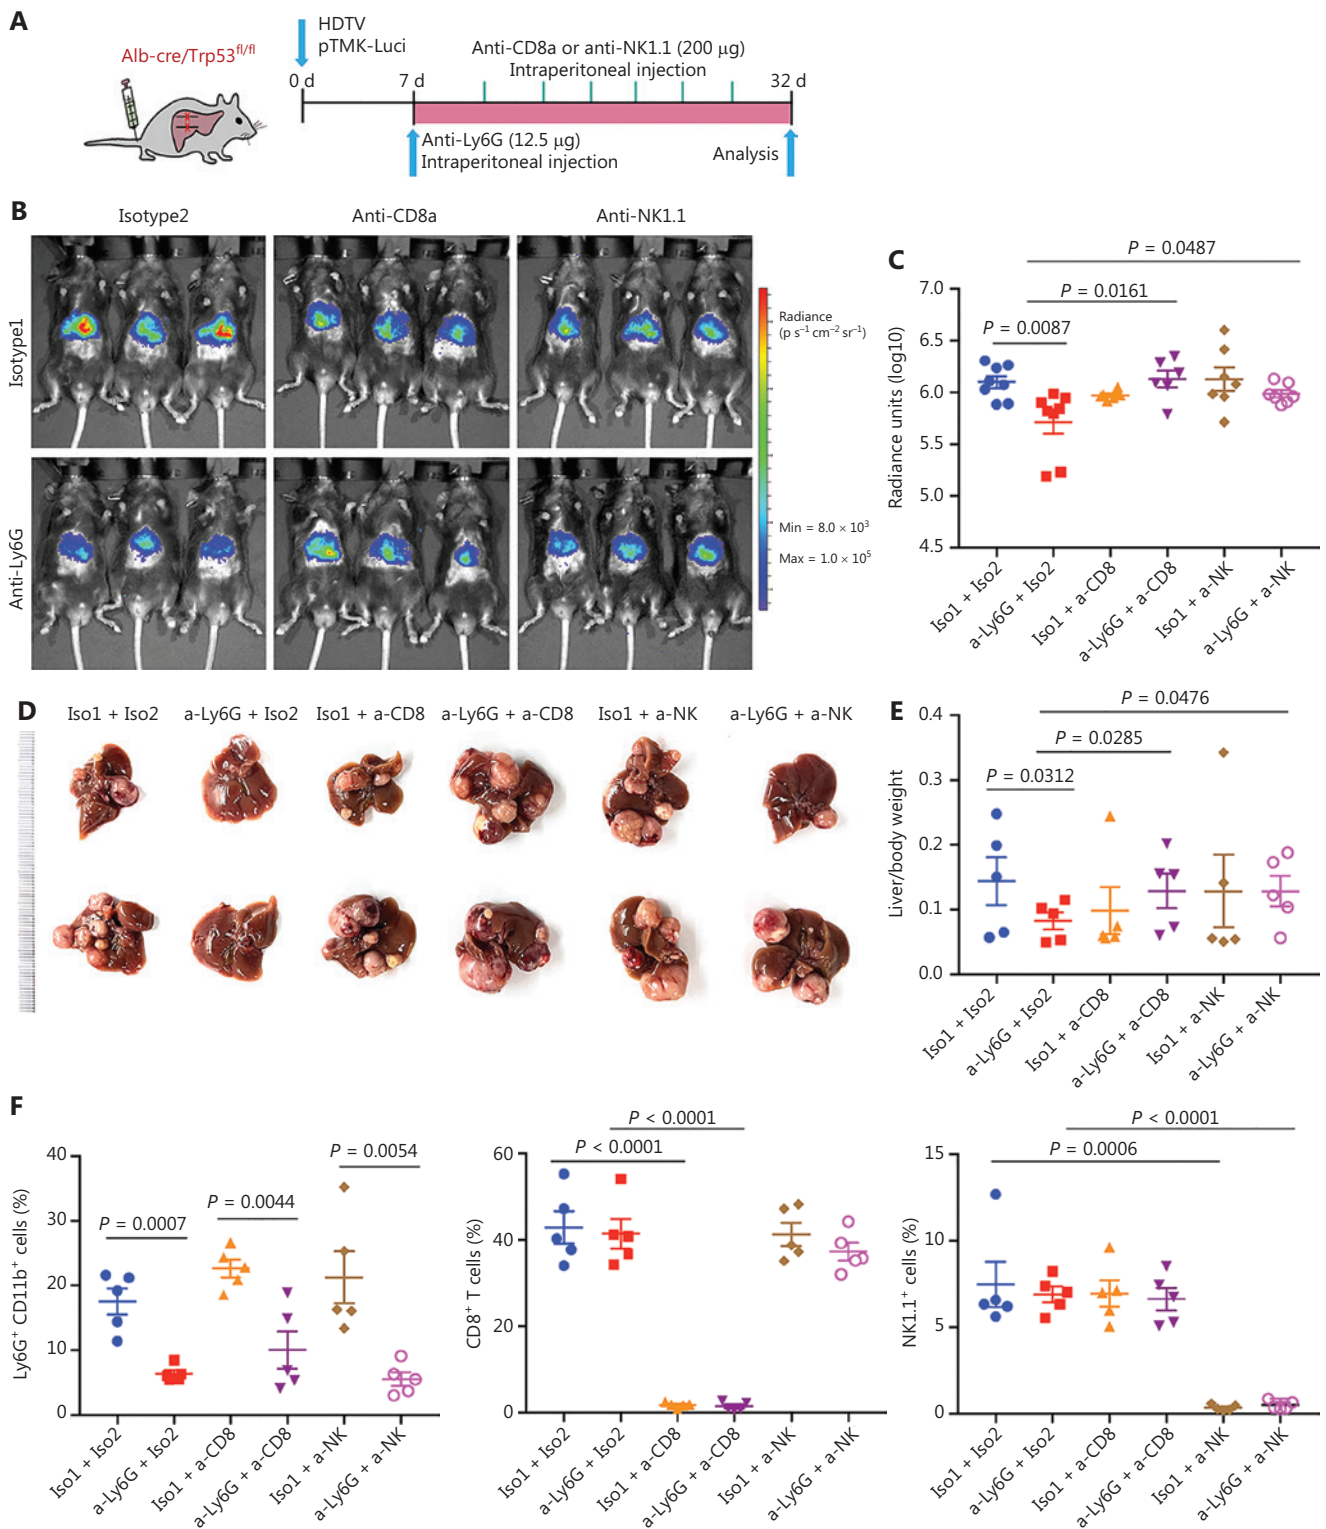 A
Alb-cre/Trp53fl/fl
HDTV
pTMK-Luci
0 d
7 d
Anti-CD8a or anti-NK1.1 (200 μg)
Intraperitoneal injection
32 d
Anti-Ly6G (12.5 μg)
Intraperitoneal injection
Analysis
B
Isotype2
Anti-CD8a
Anti-NK1.1
Isotype1
Anti-Ly6G
Radiance
(p s⁻¹ cm⁻² sr⁻¹)
Min = 8.0 × 10³
Max = 1.0 × 10⁵
C
P = 0.0487
P = 0.0161
P = 0.0087
Radiance units (log10)
7.0
6.5
6.0
5.5
5.0
4.5
Iso1 + Iso2
a-Ly6G + Iso2
Iso1 + a-CD8
a-Ly6G + a-CD8
Iso1 + a-NK
a-Ly6G + a-NK
D
Iso1 + Iso2
a-Ly6G + Iso2
Iso1 + a-CD8
a-Ly6G + a-CD8
Iso1 + a-NK
a-Ly6G + a-NK
E
P = 0.0476
P = 0.0285
P = 0.0312
Liver/body weight
0.4
0.3
0.2
0.1
0.0
Iso1 + Iso2
a-Ly6G + Iso2
Iso1 + a-CD8
a-Ly6G + a-CD8
Iso1 + a-NK
a-Ly6G + a-NK
F
P = 0.0054
P = 0.0044
P = 0.0007
Ly6G⁺ CD11b⁺ cells (%)
40
30
20
10
0
Iso1 + Iso2
a-Ly6G + Iso2
Iso1 + a-CD8
a-Ly6G + a-CD8
Iso1 + a-NK
a-Ly6G + a-NK
P < 0.0001
P < 0.0001
CD8⁺ T cells (%)
60
40
20
0
Iso1 + Iso2
a-Ly6G + Iso2
Iso1 + a-CD8
a-Ly6G + a-CD8
Iso1 + a-NK
a-Ly6G + a-NK
P < 0.0001
P = 0.0006
NK1.1⁺ cells (%)
15
10
5
0
Iso1 + Iso2
a-Ly6G + Iso2
Iso1 + a-CD8
a-Ly6G + a-CD8
Iso1 + a-NK
a-Ly6G + a-NK